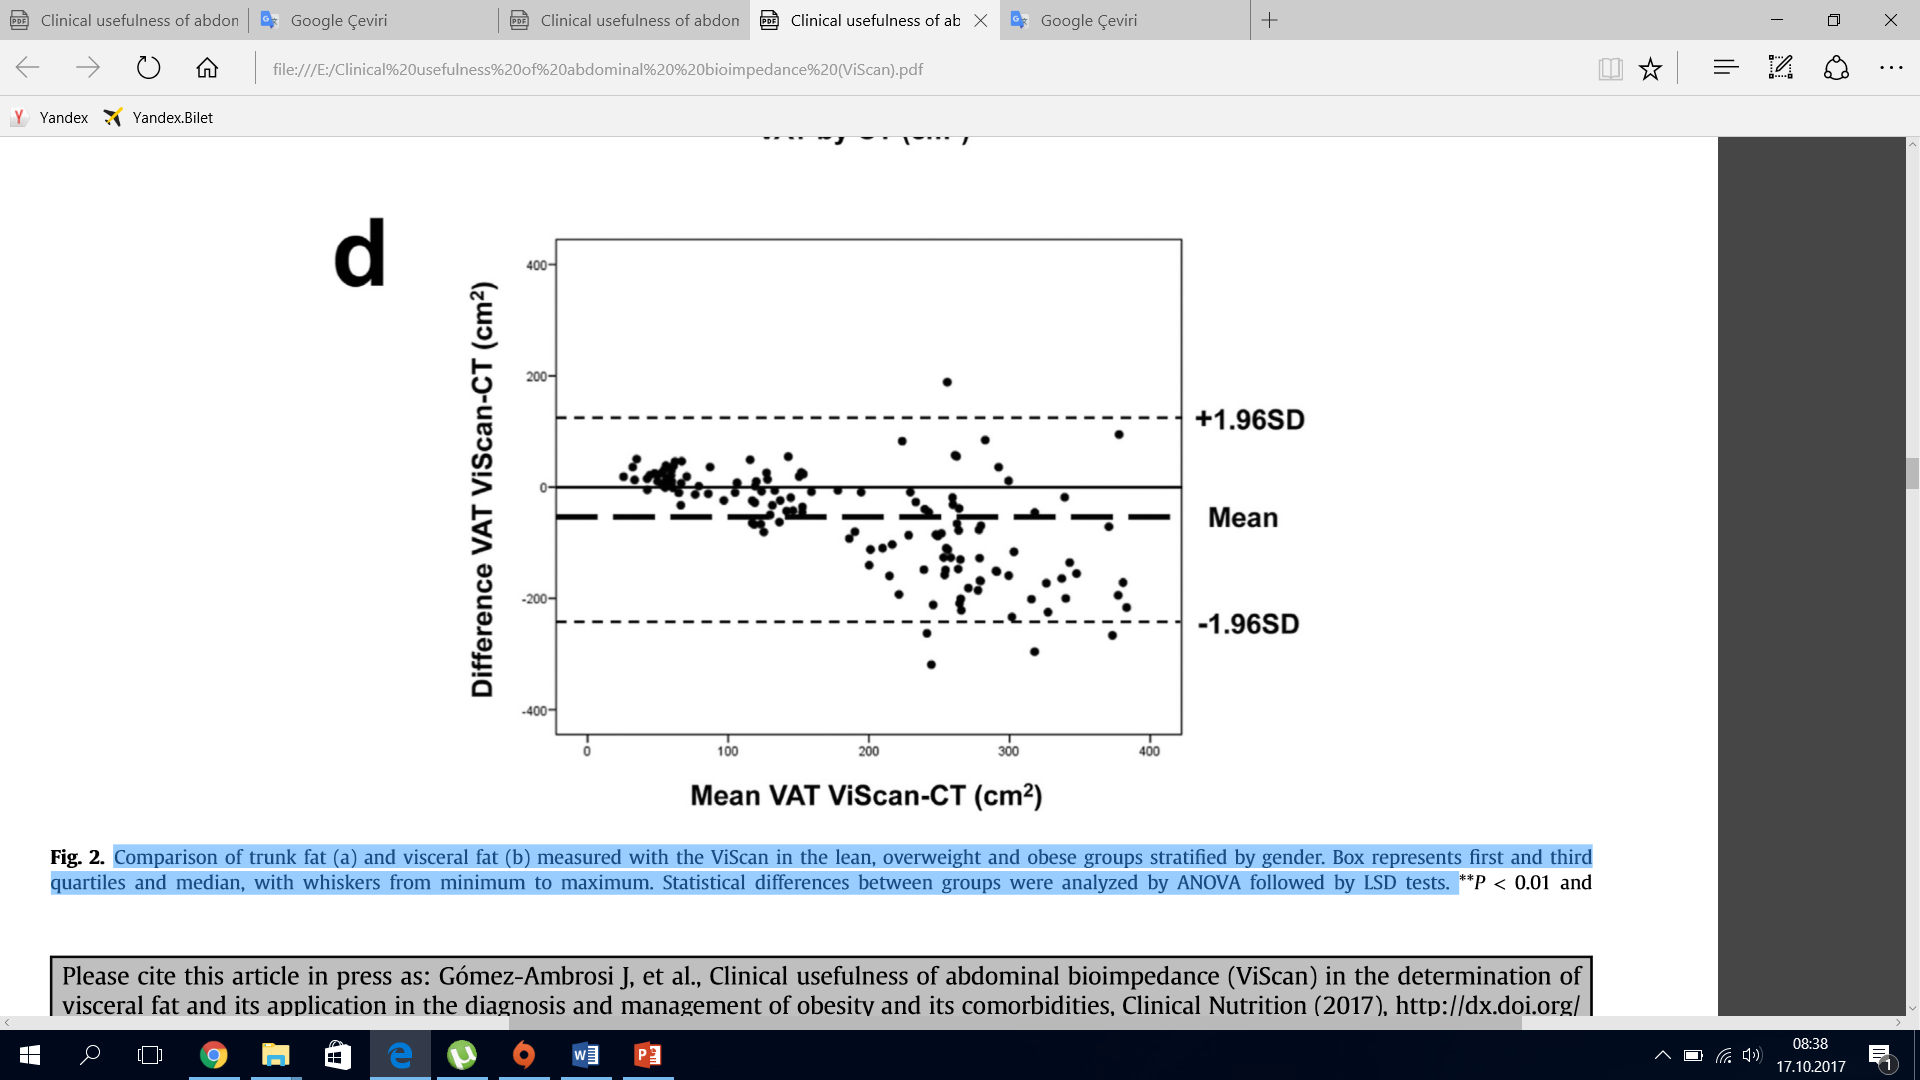 Clinical usefulness of abdon
Google Çeviri
Clinical usefulness of abdom
Clinical usefulness of ab
Google Çeviri
file:///E:/Clinical%20usefulness%20of%20abdominal%20%20bioimpedance%20(ViScan).pdf
Yandex
Yandex.Bilet
VAT by CT (cm²)
d
Difference VAT ViScan-CT (cm²)
400
200
0
-200
-400
+1.96SD
Mean
-1.96SD
0 100 200 300 400
Mean VAT ViScan-CT (cm²)
Fig. 2. Comparison of trunk fat (a) and visceral fat (b) measured with the ViScan in the lean, overweight and obese groups stratified by gender. Box represents first and third
quartiles and median, with whiskers from minimum to maximum. Statistical differences between groups were analyzed by ANOVA followed by LSD tests. **P < 0.01 and
Please cite this article in press as: Gómez-Ambrosi J, et al., Clinical usefulness of abdominal bioimpedance (ViScan) in the determination of
visceral fat and its application in the diagnosis and management of obesity and its comorbidities, Clinical Nutrition (2017), http://dx.doi.org/
08:38
17.10.2017
1